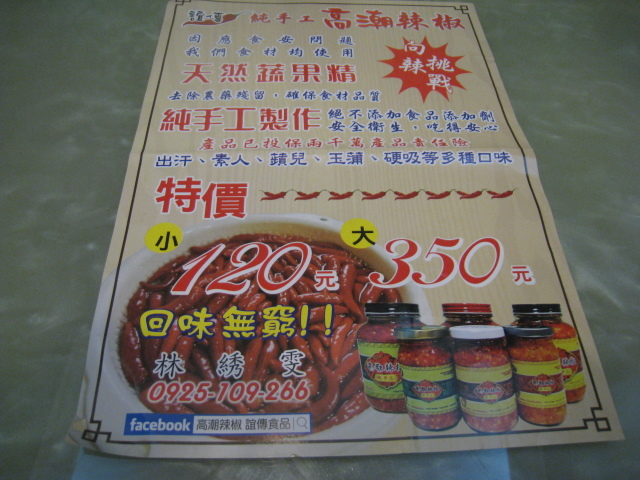 純手工 高潮辣椒
因應食安問題
我們食材均使用
向辣挑戰
天然蔬果精
去除農藥殘留，確保食材品質
純手工製作 絕不添加食品添加劑
安全衛生，吃得安心
產品已投保兩千萬產品責任險
出汗、素人、蘋兒、玉蒲、硬吸等多種口味
特價
小 120元 大 350元
回味無窮!!
林綉雯
0925-109-266
facebook 高潮辣椒 誼傳食品